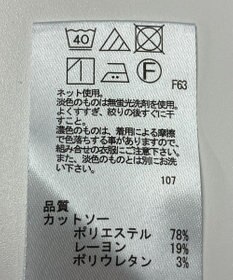 40
F
F63
ネット使用。
淡色のものは無蛍光洗剤を使用。
よくすすぎ、絞りの後すぐに干
すこと。
濃色のものは、着用による摩擦
で色落ちする事がありますので、
組み合せの衣服にご注意下さい。
また、淡色のものとは別にお洗
い下さい。
107
品質
カットソー
ポリエステル 78%
レーヨン 19%
ポリウレタン 3%